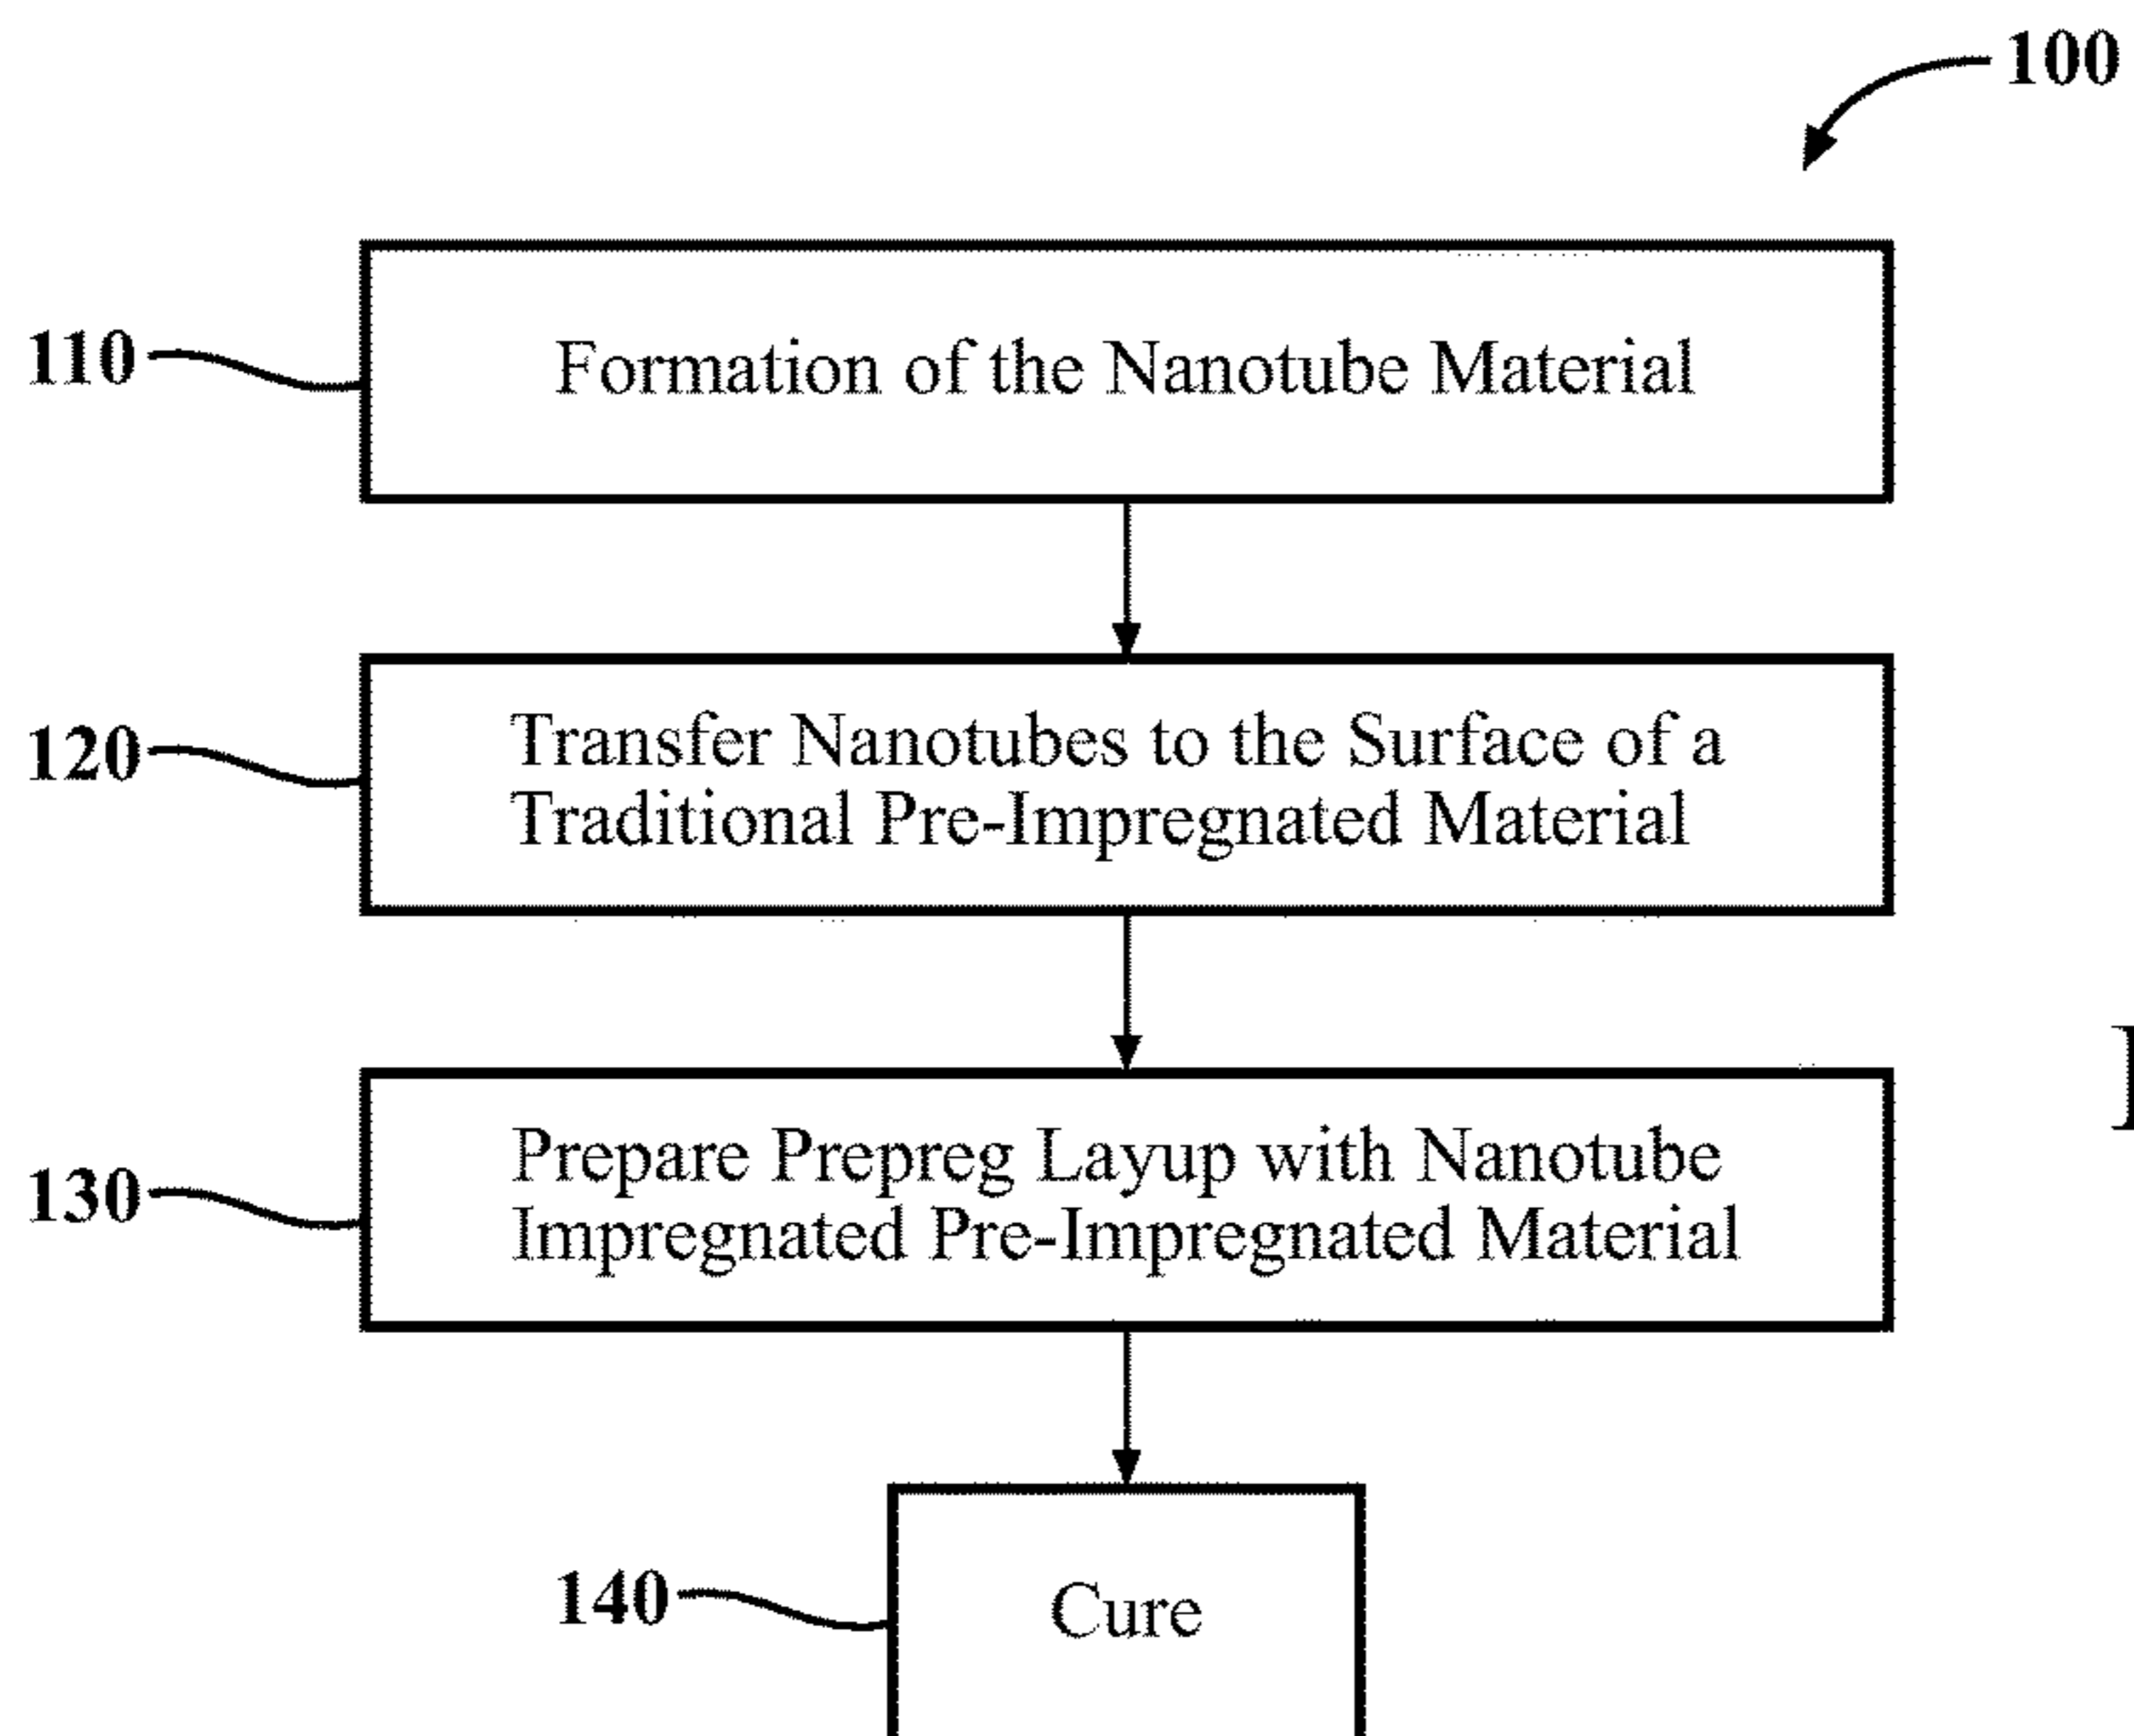 100
110
Formation of the Nanotube Material
120
Transfer Nanotubes to the Surface of a
Traditional Pre-Impregnated Material
130
Prepare Prepreg Layup with Nanotube
Impregnated Pre-Impregnated Material
140
Cure